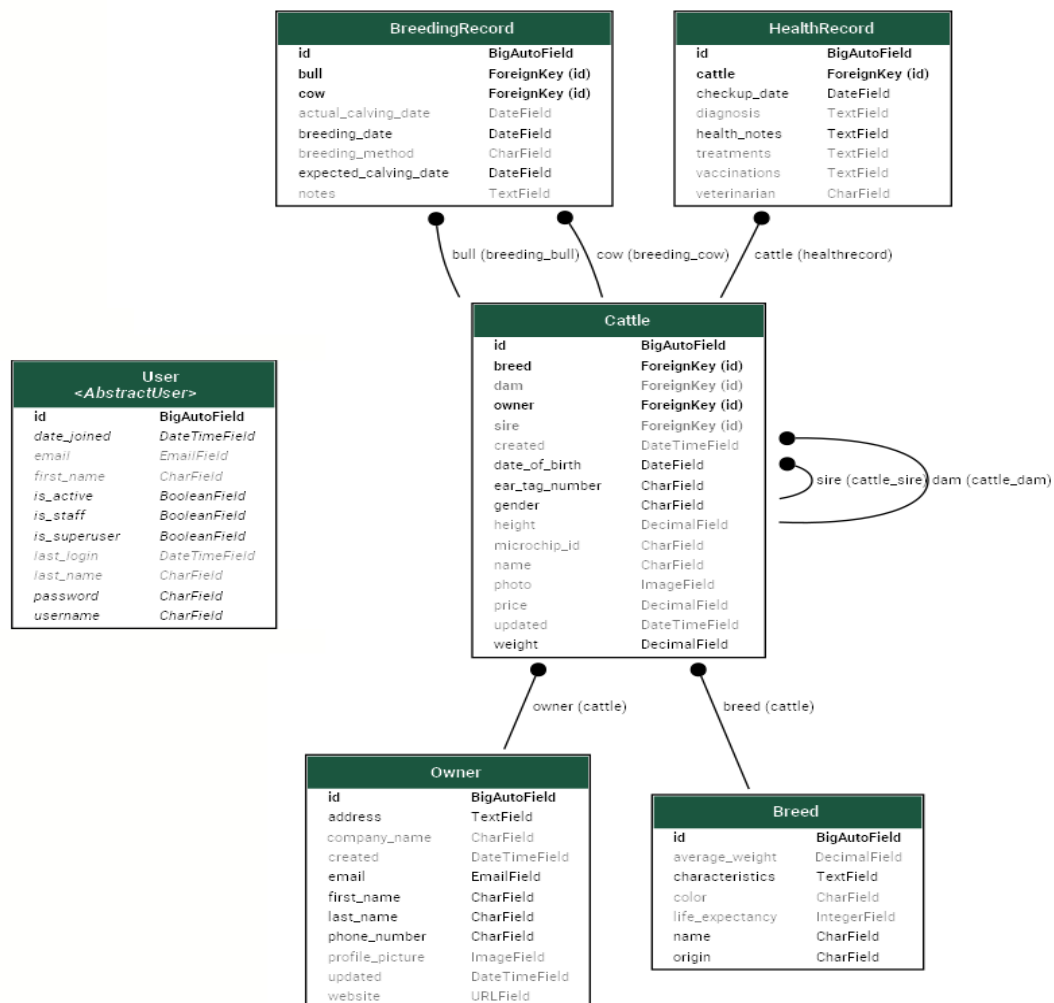 BreedingRecord
id BigAutoField
bull ForeignKey (id)
cow ForeignKey (id)
actual_calving_date DateField
breeding_date DateField
breeding_method CharField
expected_calving_date DateField
notes TextField
HealthRecord
id BigAutoField
cattle ForeignKey (id)
checkup_date DateField
diagnosis TextField
health_notes TextField
treatments TextField
vaccinations TextField
veterinarian CharField
bull (breeding_bull)
cow (breeding_cow)
cattle (healthrecord)
Cattle
id BigAutoField
breed ForeignKey (id)
dam ForeignKey (id)
owner ForeignKey (id)
sire ForeignKey (id)
created DateTimeField
date_of_birth DateField
ear_tag_number CharField
gender CharField
height DecimalField
microchip_id CharField
name CharField
photo ImageField
price DecimalField
updated DateTimeField
weight DecimalField
User
<AbstractUser>
id BigAutoField
date_joined DateTimeField
email EmailField
first_name CharField
is_active BooleanField
is_staff BooleanField
is_superuser BooleanField
last_login DateTimeField
last_name CharField
password CharField
username CharField
sire (cattle_sire)
dam (cattle_dam)
owner (cattle)
breed (cattle)
Owner
id BigAutoField
address TextField
company_name CharField
created DateTimeField
email EmailField
first_name CharField
last_name CharField
phone_number CharField
profile_picture ImageField
updated DateTimeField
website URLField
Breed
id BigAutoField
average_weight DecimalField
characteristics TextField
color CharField
life_expectancy IntegerField
name CharField
origin CharField